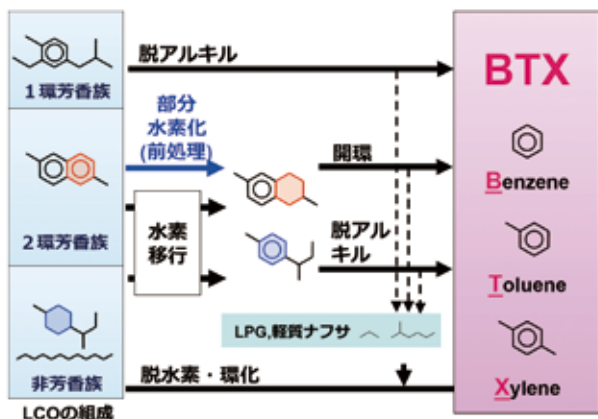 脱アルキル
1環芳香族
部分
水素化
(前処理)
開環
2環芳香族
水素
移行
脱アル
キル
LPG,軽質ナフサ
非芳香族
脱水素・環化
LCOの組成
BTX
Benzene
Toluene
Xylene